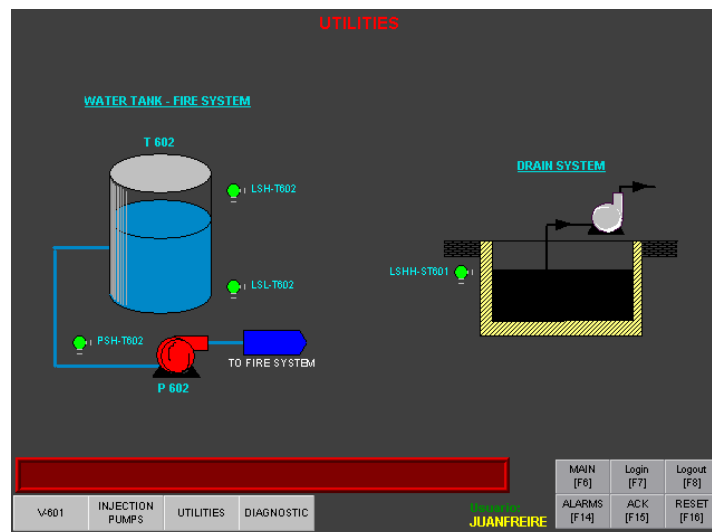 UTILITIES
WATER TANK - FIRE SYSTEM
T 602
LSH-T602
DRAIN SYSTEM
LSHH-ST601
LSL-T602
PSH-T602
TO FIRE SYSTEM
P 602
MAIN
[F6]
Login
[F7]
Logout
[F8]
V-601
INJECTION
PUMPS
UTILITIES
DIAGNOSTIC
Usuario:
JUANFREIRE
ALARMS
[F14]
ACK
[F15]
RESET
[F16]